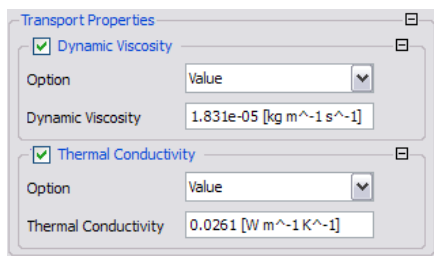 Transport Properties
Dynamic Viscosity
Option Value
Dynamic Viscosity 1.831e-05 [kg m^-1 s^-1]
Thermal Conductivity
Option Value
Thermal Conductivity 0.0261 [W m^-1 K^-1]